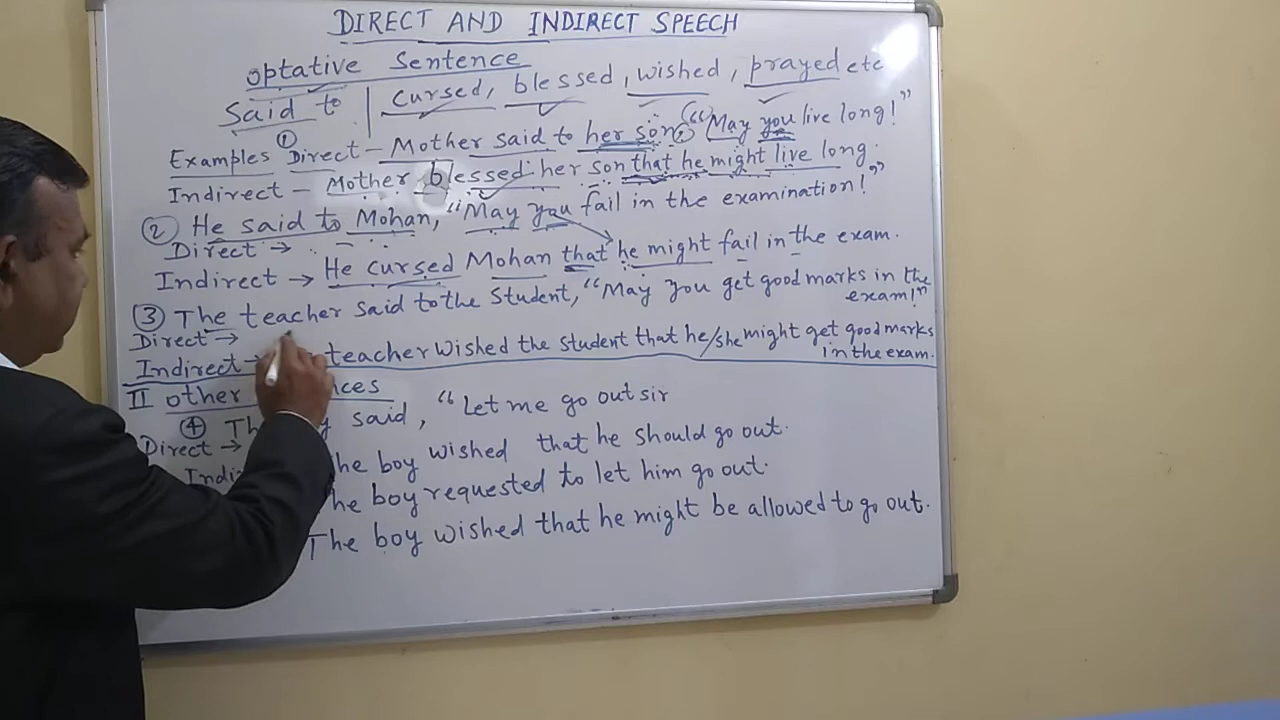 DIRECT AND INDIRECT SPEECH
optative Sentence
Said to | cursed, blessed, wished, prayed etc
Examples ① Direct – Mother said to her son, "May you live long!"
Indirect – Mother blessed her son that he might live long.
② He said to Mohan, "May you fail in the examination!"
Direct →
Indirect → He cursed Mohan that he might fail in the exam.
③ The teacher said to the Student, "May you get good marks in the
exam!"
Direct →
Indirect → teacher wished the student that he/she might get good marks
in the exam.
II other
④ said, "Let me go out sir
Direct →
he boy wished that he should go out.
he boy requested to let him go out.
The boy wished that he might be allowed to go out.